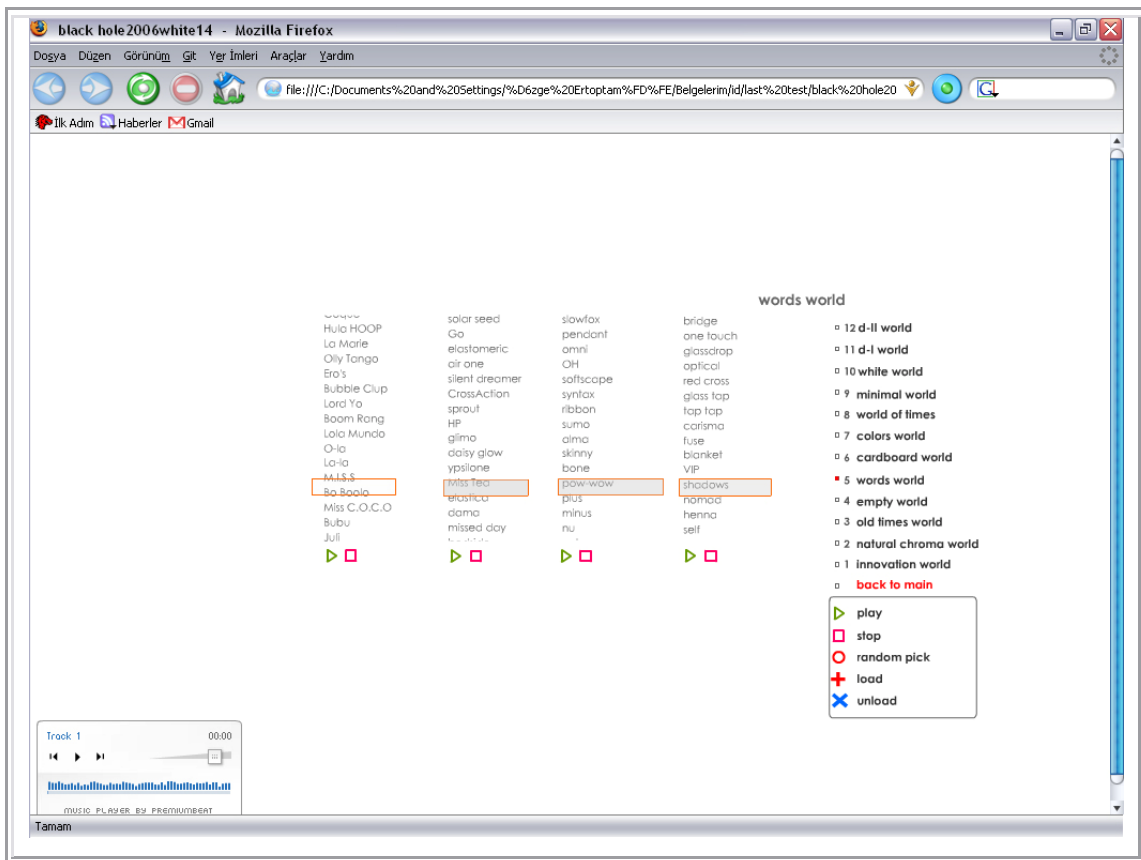 black hole2006white14 - Mozilla Firefox
Dosya Düzen Görünüm Git Yer İmleri Araçlar Yardım
file:///C:/Documents%20and%20Settings/%D6zge%20Ertoptam%FD%FE/Belgelerim/id/last%20test/black%20hole20
G
İlk Adım Haberler Gmail
words world
Hula HOOP
La Marie
Olly Tango
Ero's
Bubble Clup
Lord Yo
Boom Rang
Lola Mundo
O-la
La-la
M.I.S.S
Bo Boolo
Miss C.O.C.O
Bubu
Juli
solar seed
Go
elastomeric
air one
silent dreamer
CrossAction
sprout
HP
glimo
daisy glow
ypsilone
Miss Tea
elastica
dama
missed day
slowfox
pendant
omni
OH
softscape
syntax
ribbon
sumo
alma
skinny
bone
pow-wow
plus
minus
nu
bridge
one touch
glassdrop
optical
red cross
glass tap
tap tap
carisma
fuse
blanket
VIP
shadows
nomad
henna
self
12 d-II world
11 d-I world
10 white world
9 minimal world
8 world of times
7 colors world
6 cardboard world
5 words world
4 empty world
3 old times world
2 natural chroma world
1 innovation world
back to main
play
stop
random pick
load
unload
Track 1 00:00
MUSIC PLAYER BY PREMIUMBEAT
Tamam